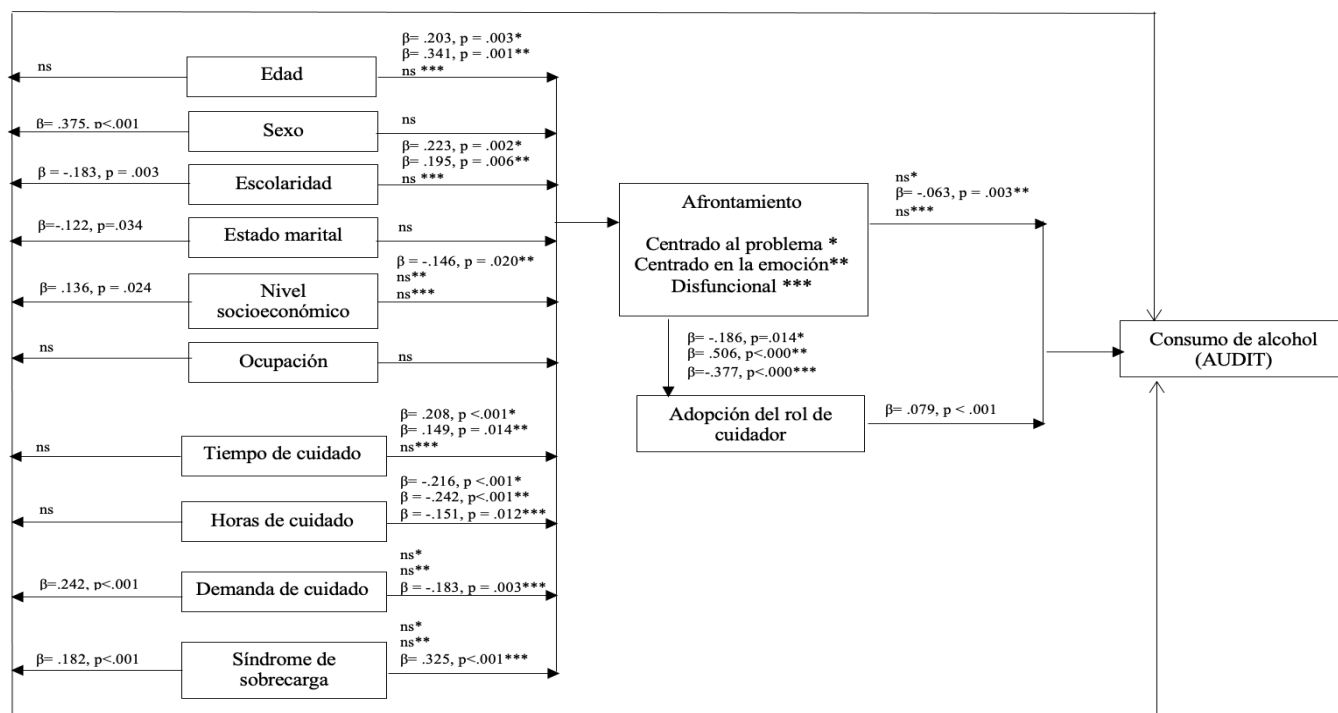 β= .203, p = .003*
β= .341, p = .001**
ns ***
ns
Edad
β= .375, p<.001
Sexo
ns
β= .223, p = .002*
β= .195, p = .006**
ns ***
β = -.183, p = .003
Escolaridad
β=-.122, p=.034
Estado marital
ns
β = -.146, p = .020**
ns**
ns***
β= .136, p = .024
Nivel
socioeconómico
ns
Ocupación
ns
β= .208, p <.001*
β= .149, p = .014**
ns***
ns
Tiempo de cuidado
β= -.216, p <.001*
β = -.242, p<.001**
β = -.151, p = .012***
ns
Horas de cuidado
ns*
ns**
β = -.183, p = .003***
β=.242, p<.001
Demanda de cuidado
ns*
ns**
β= .325, p<.001***
β= .182, p<.001
Síndrome de
sobrecarga
Afrontamiento
Centrado al problema *
Centrado en la emoción**
Disfuncional ***
ns*
β= -.063, p = .003**
ns***
β= -.186, p=.014*
β= .506, p<.000**
β=-.377, p<.000***
Adopción del rol de
cuidador
β= .079, p < .001
Consumo de alcohol
(AUDIT)